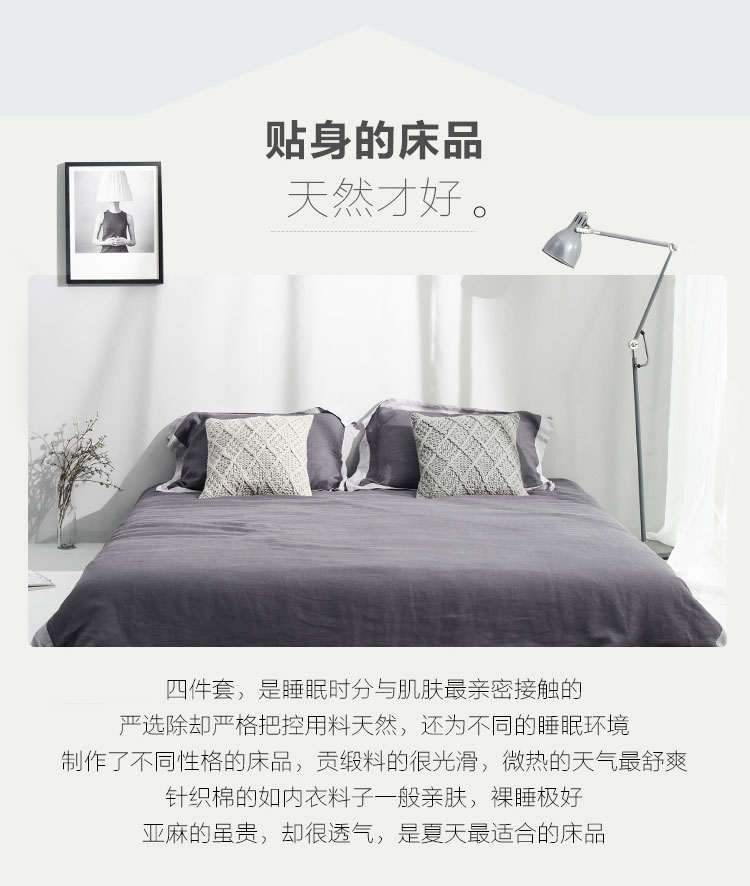 贴身的床品
天然才好。
四件套，是睡眠时分与肌肤最亲密接触的
严选除却严格把控用料天然，还为不同的睡眠环境
制作了不同性格的床品，贡缎料的很光滑，微热的天气最舒爽
针织棉的如内衣料子一般亲肤，裸睡极好
亚麻的虽贵，却很透气，是夏天最适合的床品